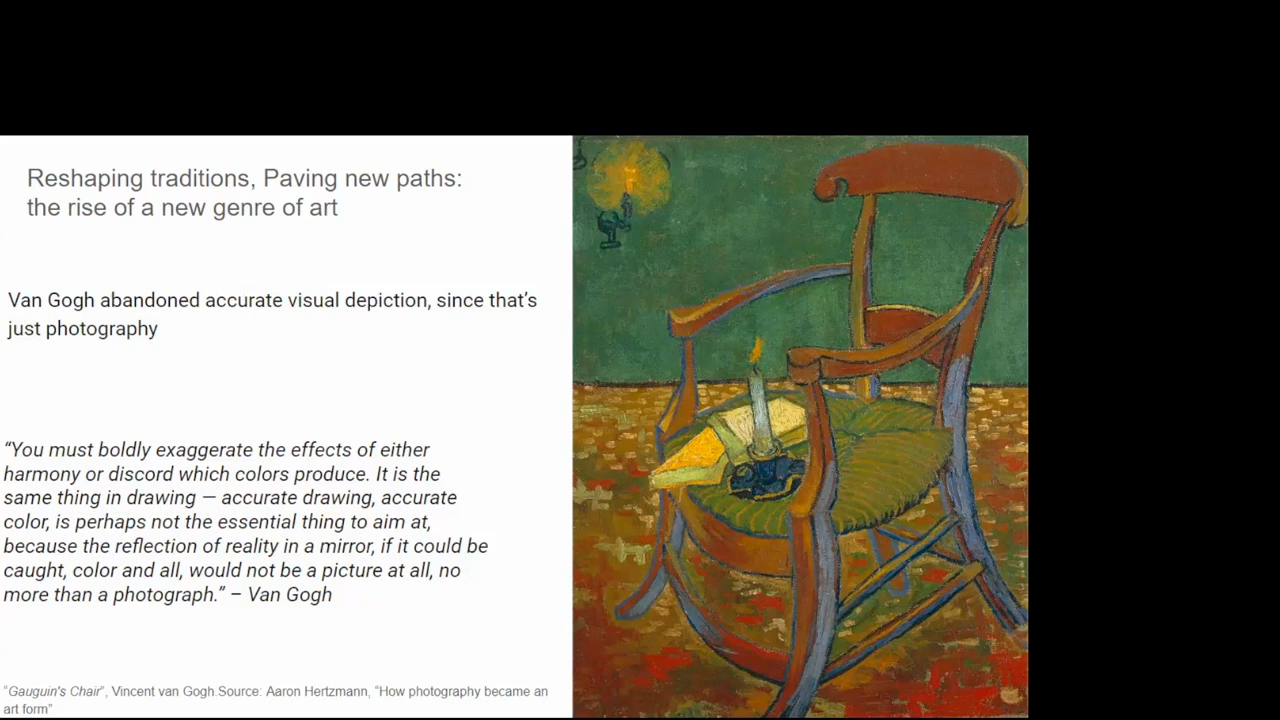 Reshaping traditions, Paving new paths:
the rise of a new genre of art
Van Gogh abandoned accurate visual depiction, since that’s
just photography
“You must boldly exaggerate the effects of either
harmony or discord which colors produce. It is the
same thing in drawing — accurate drawing, accurate
color, is perhaps not the essential thing to aim at,
because the reflection of reality in a mirror, if it could be
caught, color and all, would not be a picture at all, no
more than a photograph.” – Van Gogh
“Gauguin's Chair”, Vincent van Gogh.Source: Aaron Hertzmann, “How photography became an
art form”